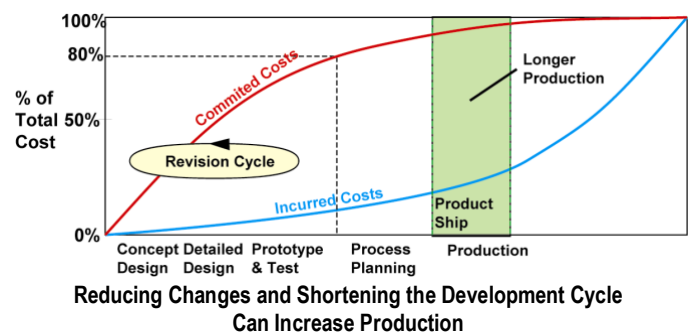 100%
80%
% of
Total
Cost
50%
0%
Commited Costs
Longer
Production
Revision Cycle
Incurred Costs
Product
Ship
Concept
Design
Detailed
Design
Prototype
& Test
Process
Planning
Production
Reducing Changes and Shortening the Development Cycle
Can Increase Production